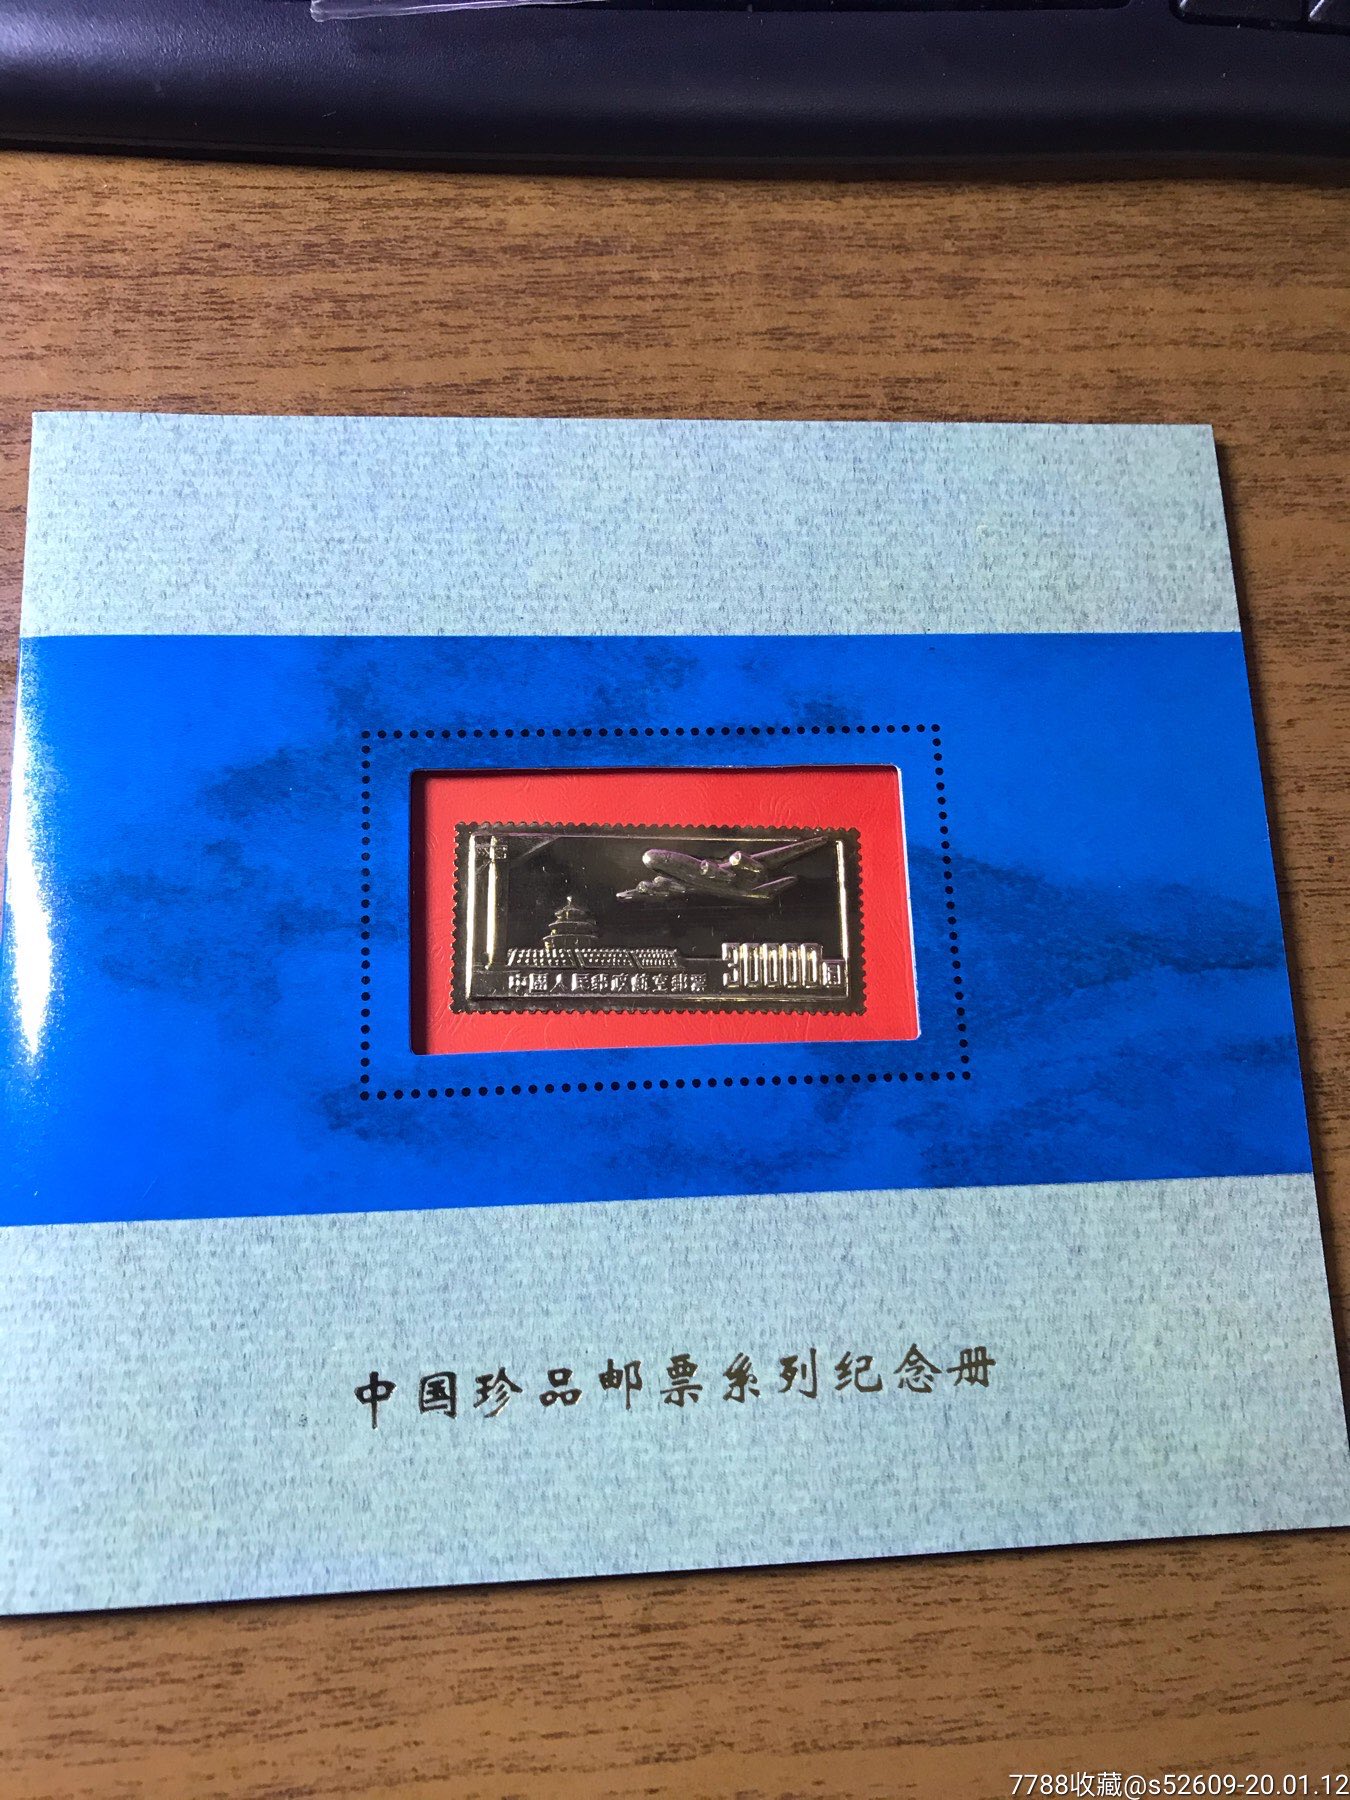 中國人民邮政航空邮票 30000圆
中国珍品邮票系列纪念册
7788收藏@s52609-20.01.12